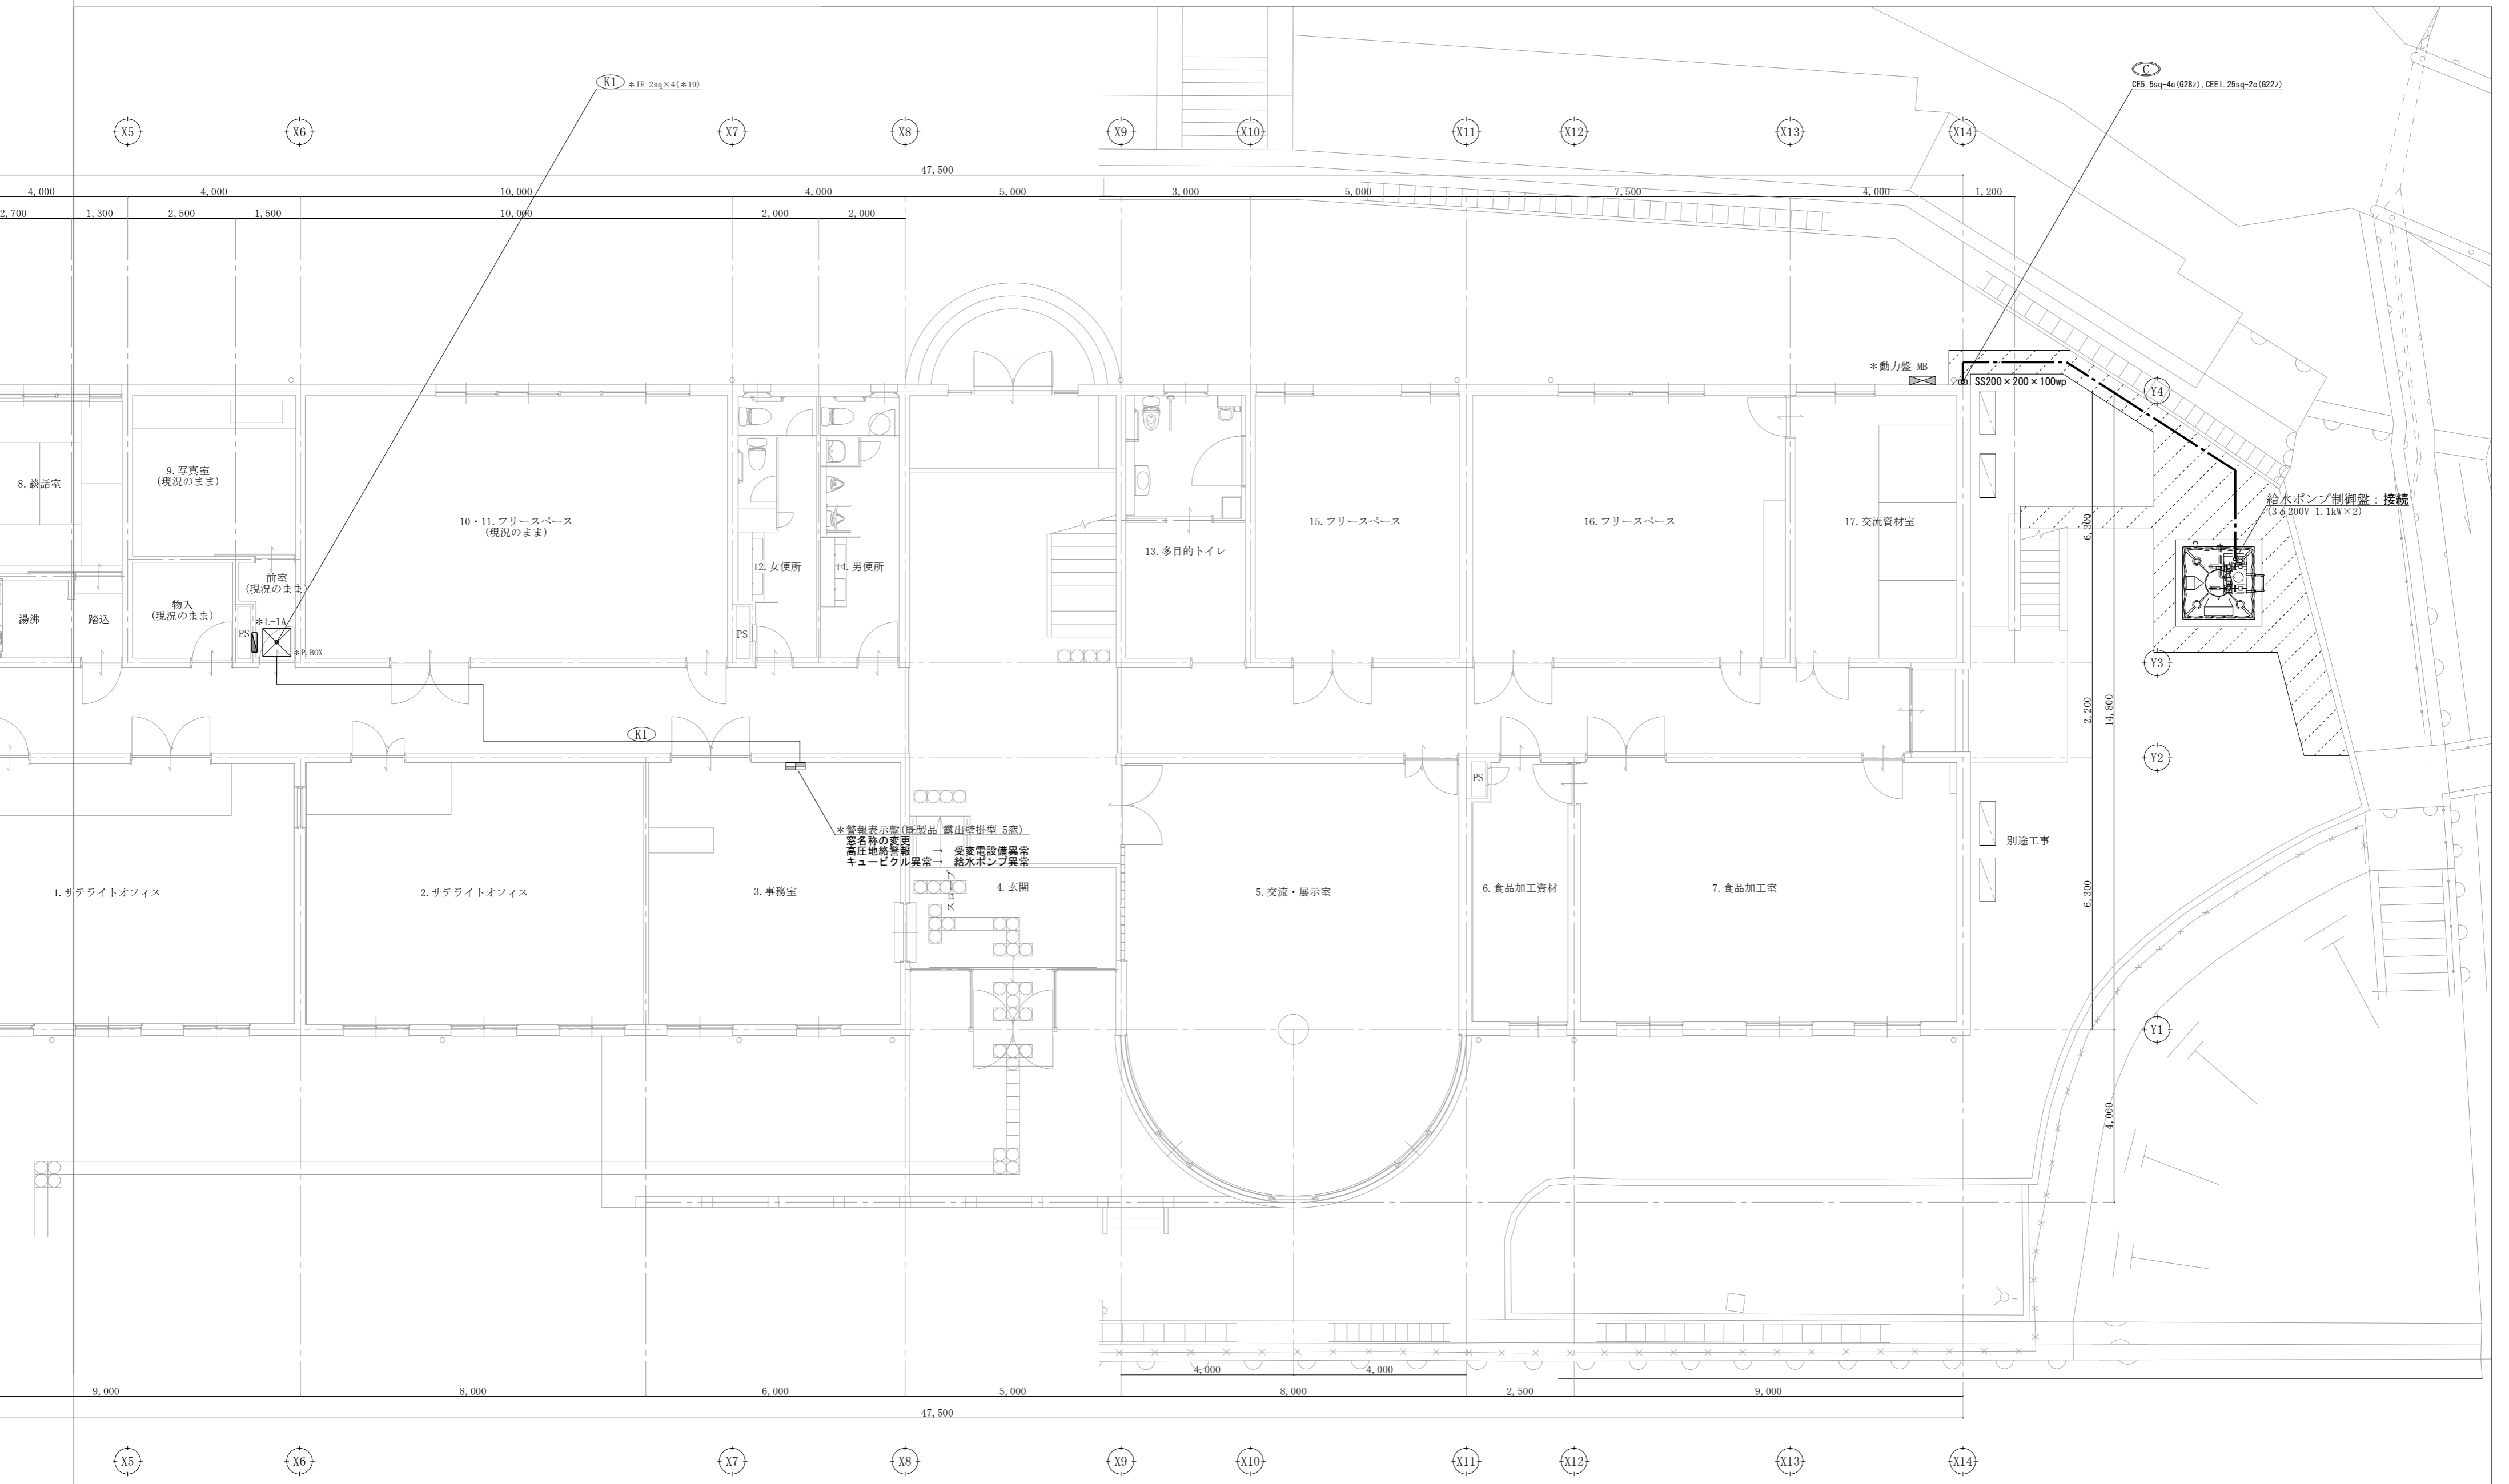 K1 *IE 2sq×4(*19)
C
CE5.5sq-4c(G28z),CEE1.25sq-2c(G22z)
X5 X6 X7 X8 X9 X10 X11 X12 X13 X14
47,500
4,000 4,000 10,000 4,000 5,000 3,000 5,000 7,500 4,000 1,200
2,700 1,300 2,500 1,500 10,000 2,000 2,000
*動力盤 MB
SS200×200×100wp
Y4
8.談話室
9.写真室
(現況のまま)
10・11.フリースペース
(現況のまま)
15.フリースペース
16.フリースペース
17.交流資材室
給水ポンプ制御盤:接続
(3φ200V 1.1kW×2)
6,300
13.多目的トイレ
12.女便所
14.男便所
前室
(現況のまま)
物入
(現況のまま)
湯沸
踏込
PS
*L-1A
*P.BOX
PS
Y3
2,200
14,800
K1
Y2
PS
*警報表示盤(既製品 露出壁掛型 5窓)
窓名称の変更
高圧地絡警報 → 受変電設備異常
キュービクル異常→ 給水ポンプ異常
別途工事
1.サテライトオフィス
2.サテライトオフィス
3.事務室
スロープ
4.玄関
5.交流・展示室
6.食品加工資材
7.食品加工室
6,300
Y1
4,000
4,000 4,000
9,000 8,000 6,000 5,000 8,000 2,500 9,000
47,500
X5 X6 X7 X8 X9 X10 X11 X12 X13 X14